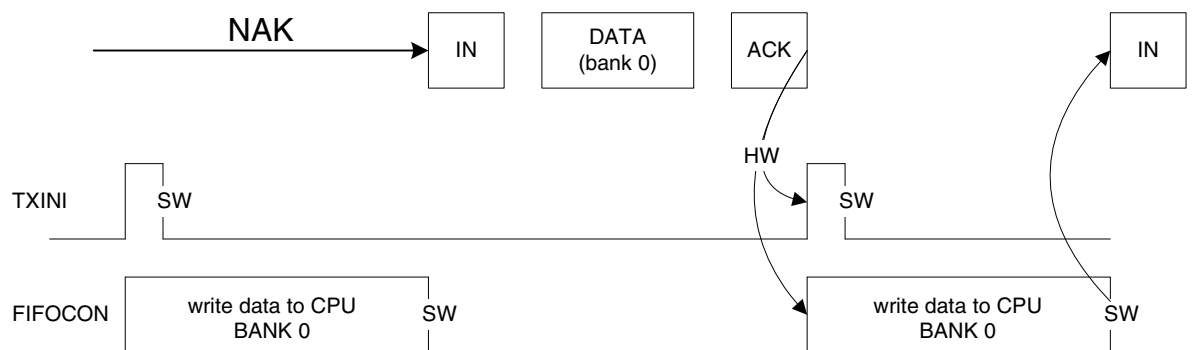 NAK
IN
DATA
(bank 0)
ACK
IN
HW
TXINI
SW
SW
FIFOCON
write data to CPU
BANK 0
SW
write data to CPU
BANK 0
SW